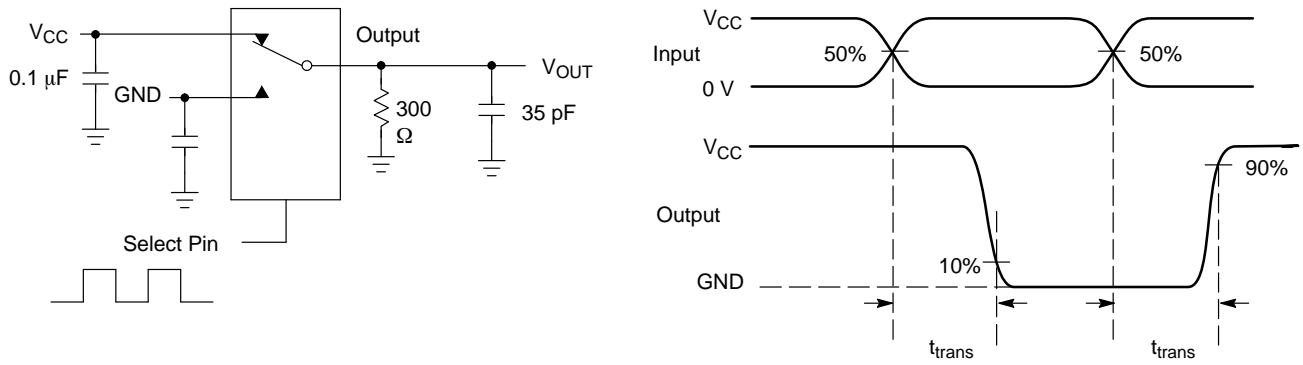 VCC
0.1 μF
GND
Output
VOUT
300
Ω
35 pF
Select Pin
VCC
Input
50%
50%
0 V
VCC
90%
Output
10%
GND
ttrans
ttrans